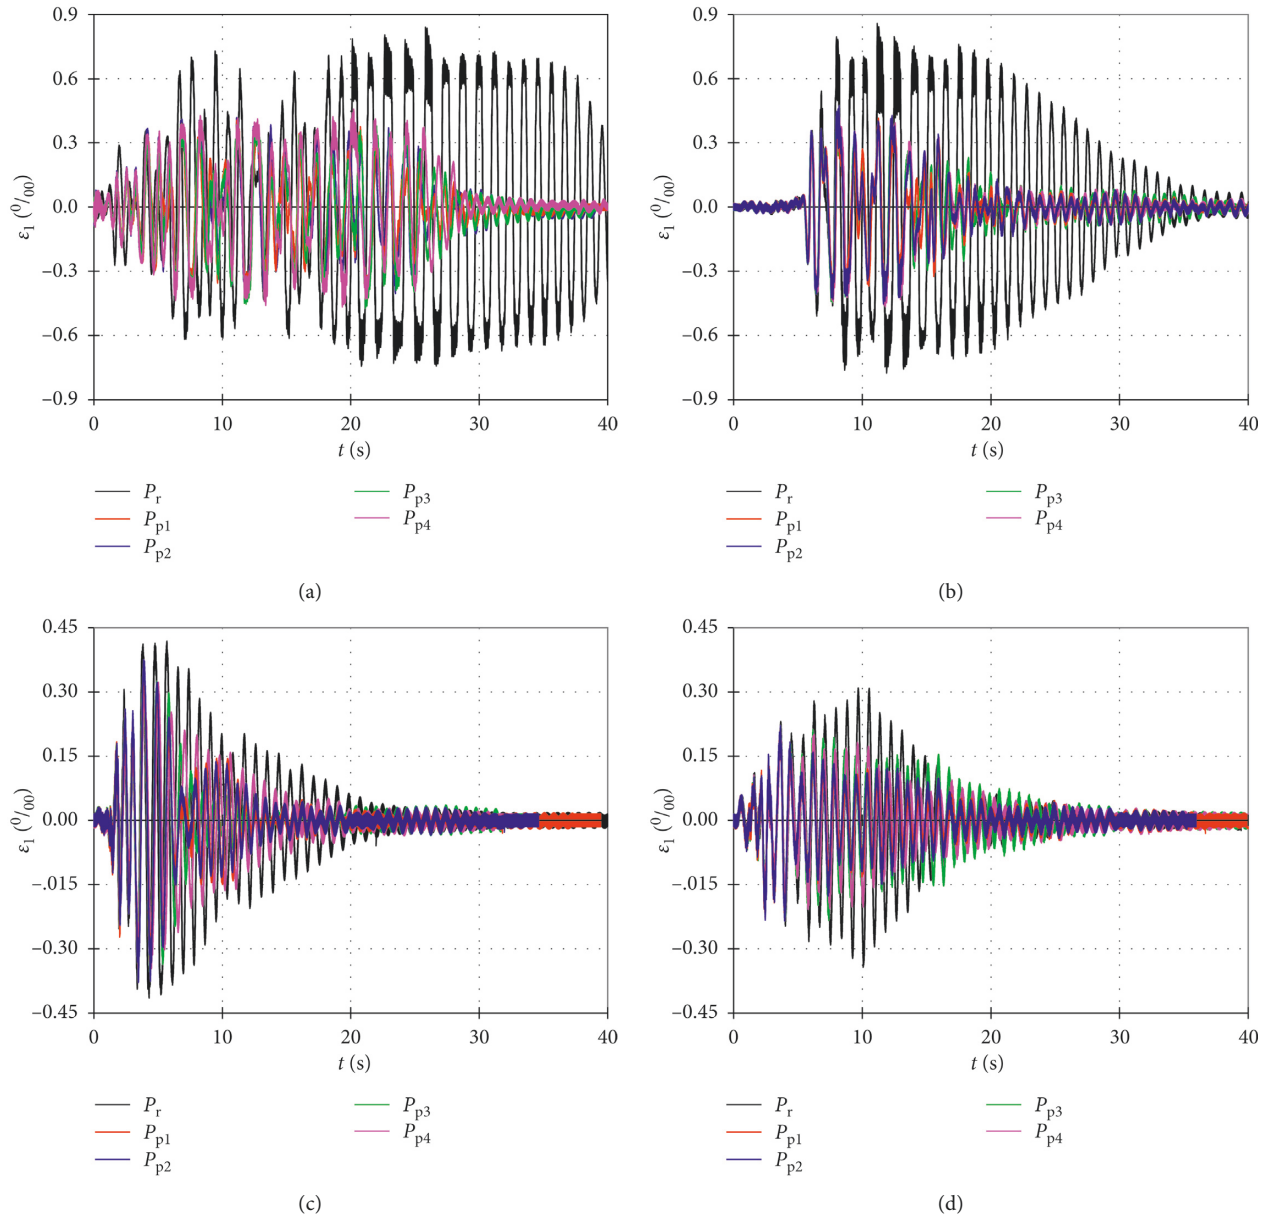 0.9
0.6
0.3
0.0
–0.3
–0.6
–0.9
ε1 (0/00)
0 10 20 30 40
t (s)
Pr
Pp1
Pp2
Pp3
Pp4
(a)
0.9
0.6
0.3
0.0
–0.3
–0.6
–0.9
ε1 (0/00)
0 10 20 30 40
t (s)
Pr
Pp1
Pp2
Pp3
Pp4
(b)
0.45
0.30
0.15
0.00
–.015
–0.30
–0.45
ε1 (0/00)
0 10 20 30 40
t (s)
Pr
Pp1
Pp2
Pp3
Pp4
(c)
0.45
0.30
0.15
0.00
–.015
–0.30
–0.45
ε1 (0/00)
0 10 20 30 40
t (s)
Pr
Pp1
Pp2
Pp3
Pp4
(d)